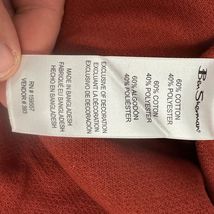 Ben Sherman
60% COTTON
40% POLYESTER
60% COTON
40% POLYESTER
60% ALGODÓN
40% POLIÉSTER
EXCLUSIVE OF DECORATION
EXCLUANT LA DÉCORATION
EXCLUSIVO DE DECORACIÓN
MADE IN BANGLADESH
FABRIQUÉ AU BANGLADESH
HECHO EN BANGLADESH
VENDOR # 393